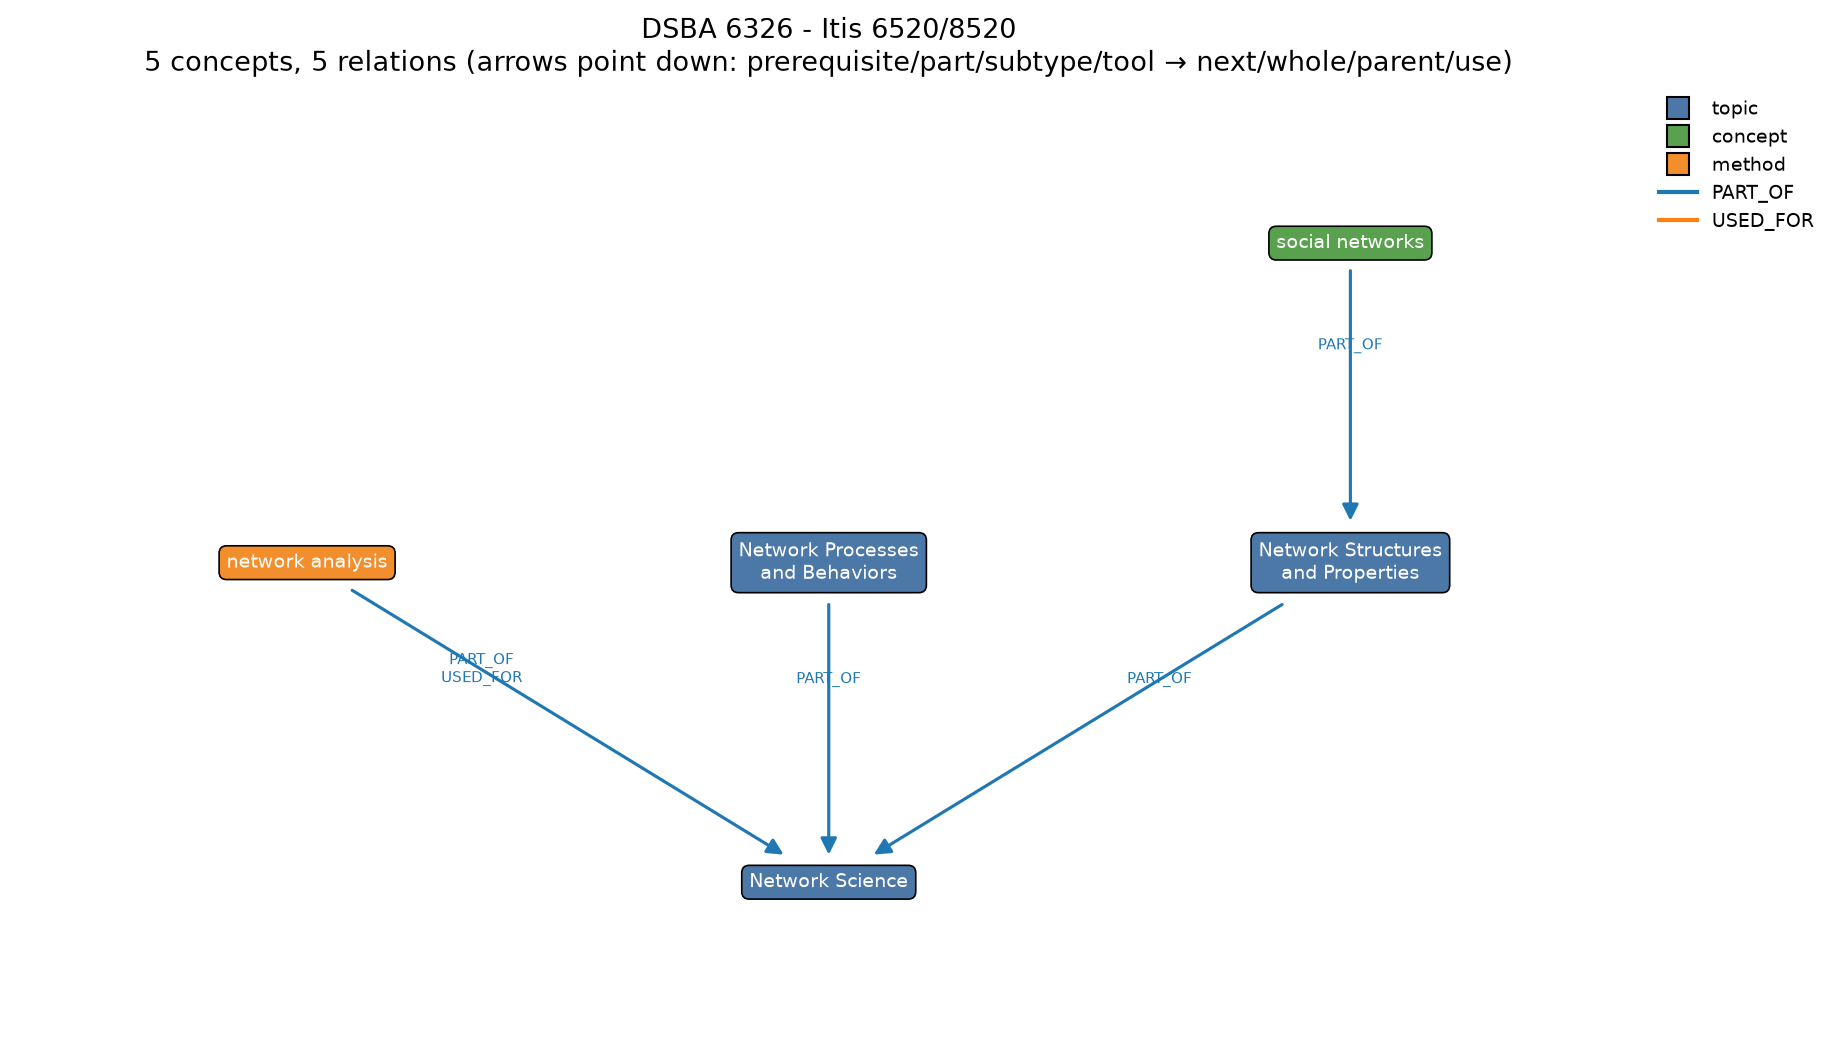 DSBA 6326 - Itis 6520/8520
5 concepts, 5 relations (arrows point down: prerequisite/part/subtype/tool → next/whole/parent/use)
topic
concept
method
PART_OF
USED_FOR
social networks
PART_OF
network analysis
Network Processes
and Behaviors
Network Structures
and Properties
PART_OF
USED_FOR
PART_OF
PART_OF
Network Science